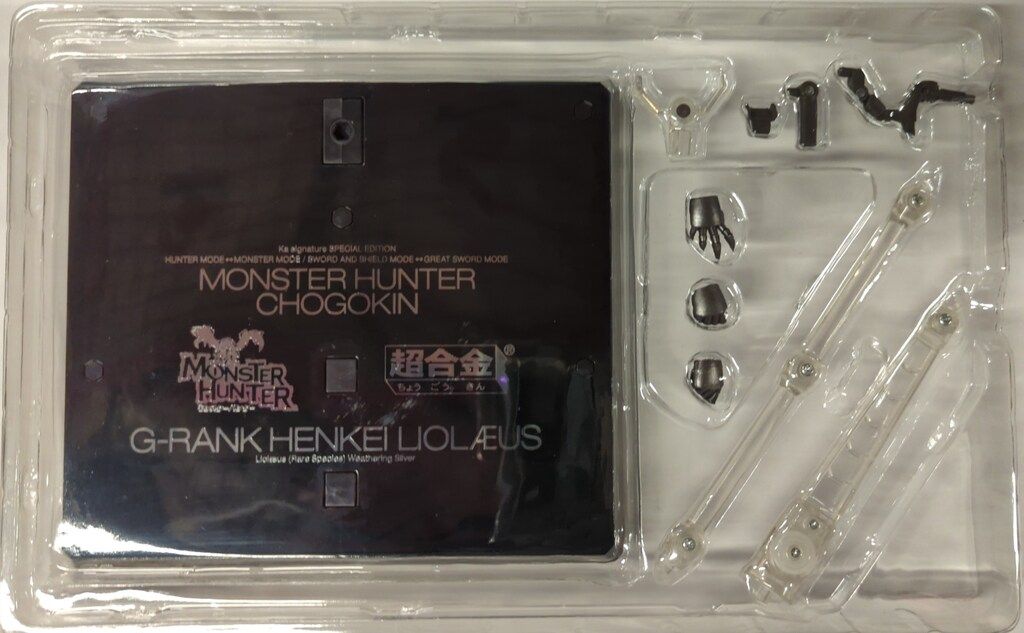 Ka signature SPECIAL EDITION
HUNTER MODE⇔MONSTER MODE / SWORD AND SHIELD MODE⇔GREAT SWORD MODE
MONSTER HUNTER
CHOGOKIN
MONSTER
HUNTER
超合金®
ちょう ごう きん
G-RANK HENKEI LIOLÆUS
Liolæus (Rare Species) Weathering Silver